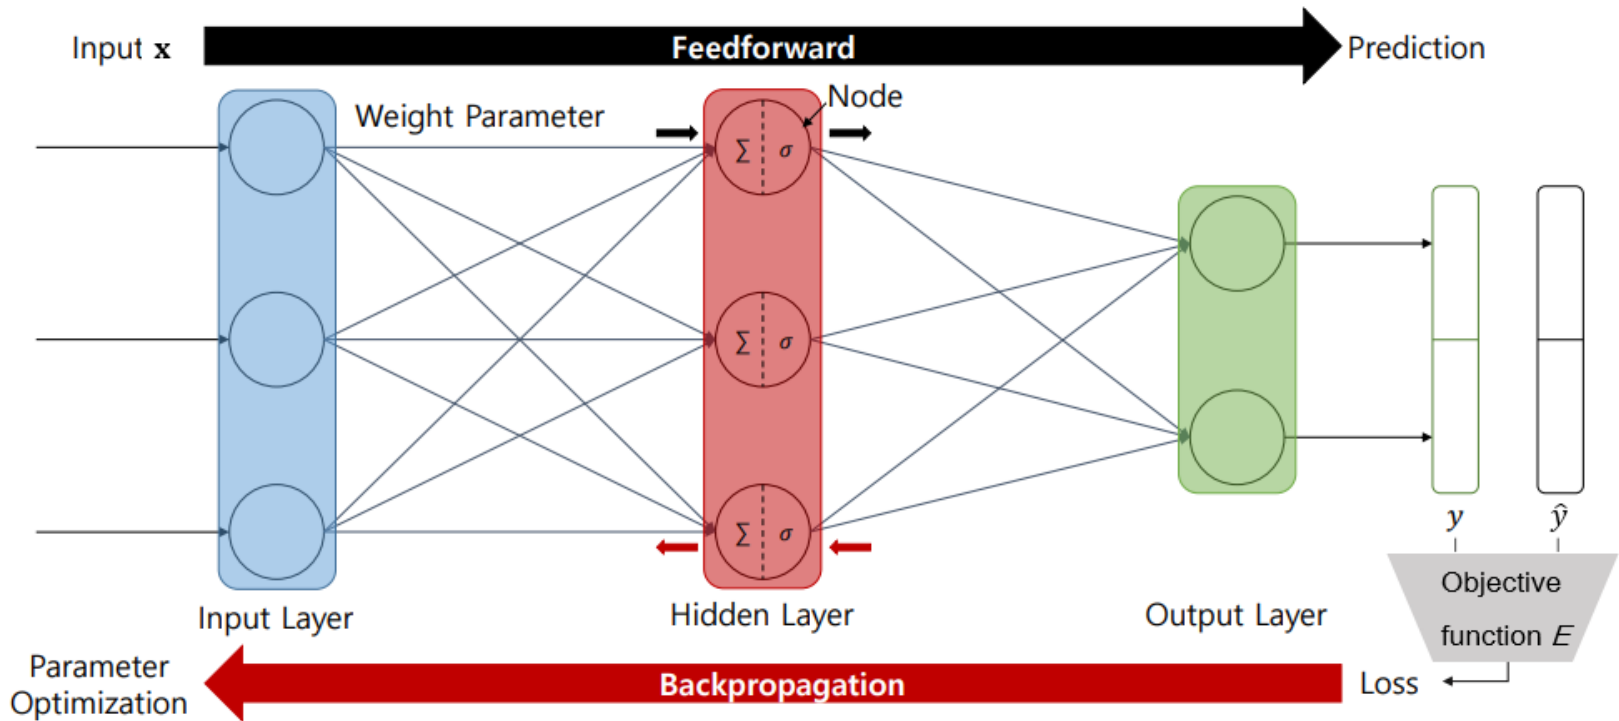 Input x
Feedforward
Prediction
Weight Parameter
Node
Σ σ
Σ σ
Σ σ
y
ŷ
Input Layer
Hidden Layer
Output Layer
Objective
function E
Parameter
Optimization
Backpropagation
Loss